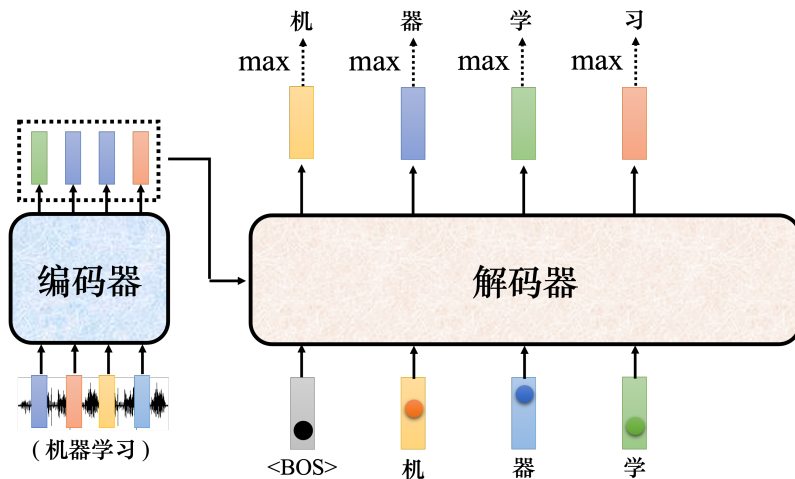 机 器 学 习
max max max max
编码器
解码器
(机器学习)
<BOS> 机 器 学